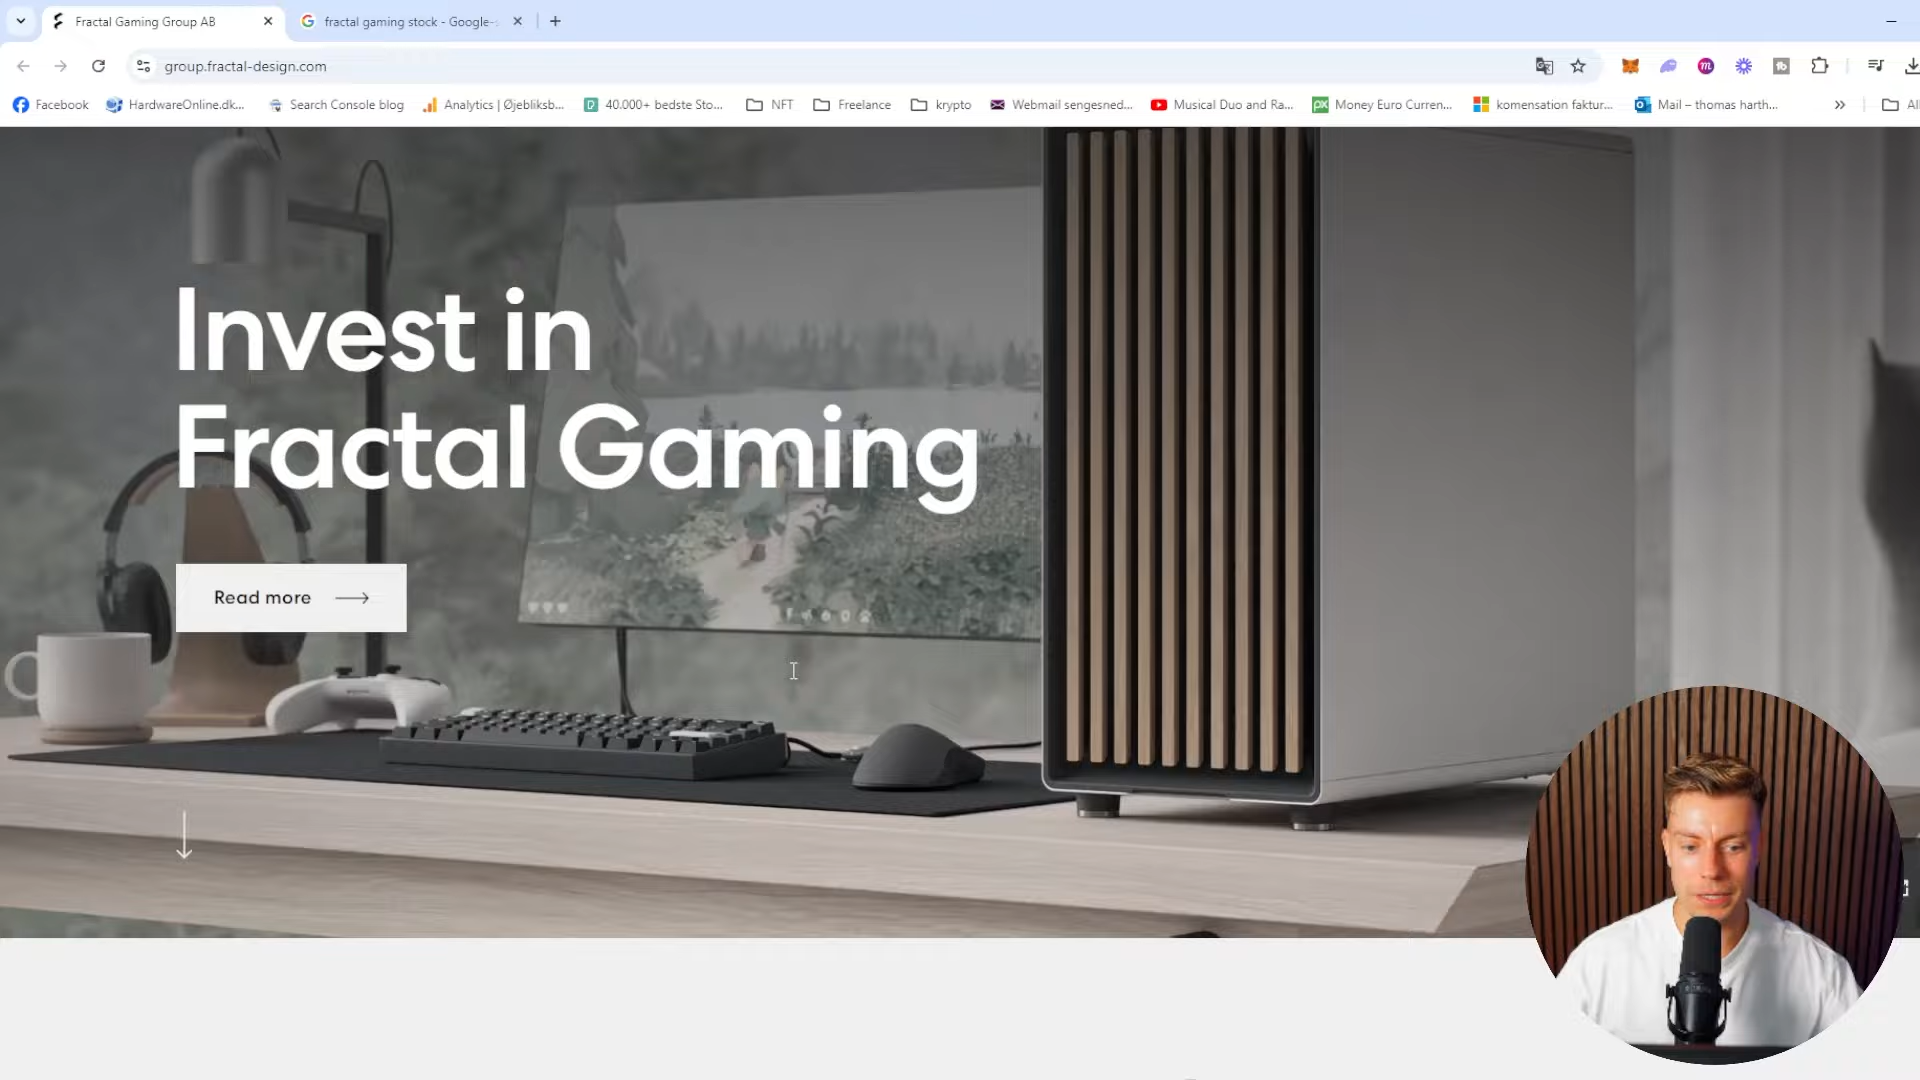 Fractal Gaming Group AB
fractal gaming stock - Google-s
group.fractal-design.com
Facebook
HardwareOnline.dk...
Search Console blog
Analytics | Øjebliksb...
40.000+ bedste Sto...
NFT
Freelance
krypto
Webmail sengesned...
Musical Duo and Ra...
Money Euro Curren...
komensation faktur...
Mail – thomas harth...
All
Invest in
Fractal Gaming
Read more